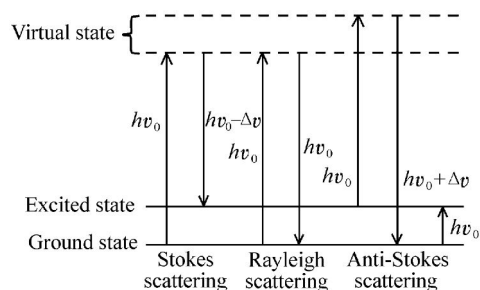 Virtual state
hν₀
hν₀–Δν
hν₀
hν₀
hν₀
hν₀+Δν
Excited state
hν₀
Ground state
Stokes scattering
Rayleigh scattering
Anti-Stokes scattering